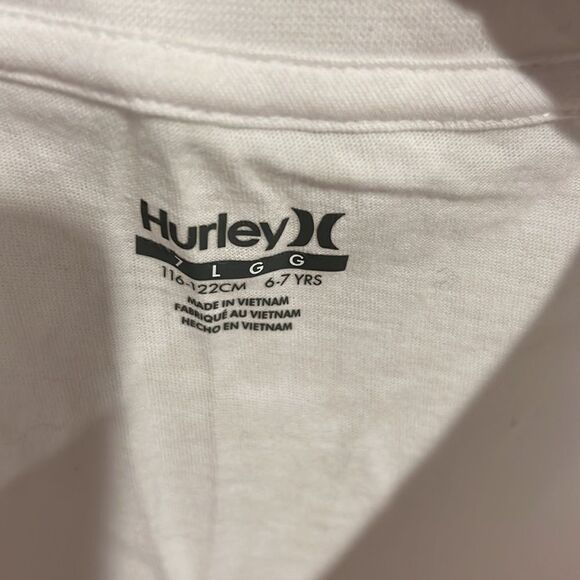 Hurley
7 L G G
116-122CM 6-7 YRS
MADE IN VIETNAM
FABRIQUÉ AU VIETNAM
HECHO EN VIETNAM